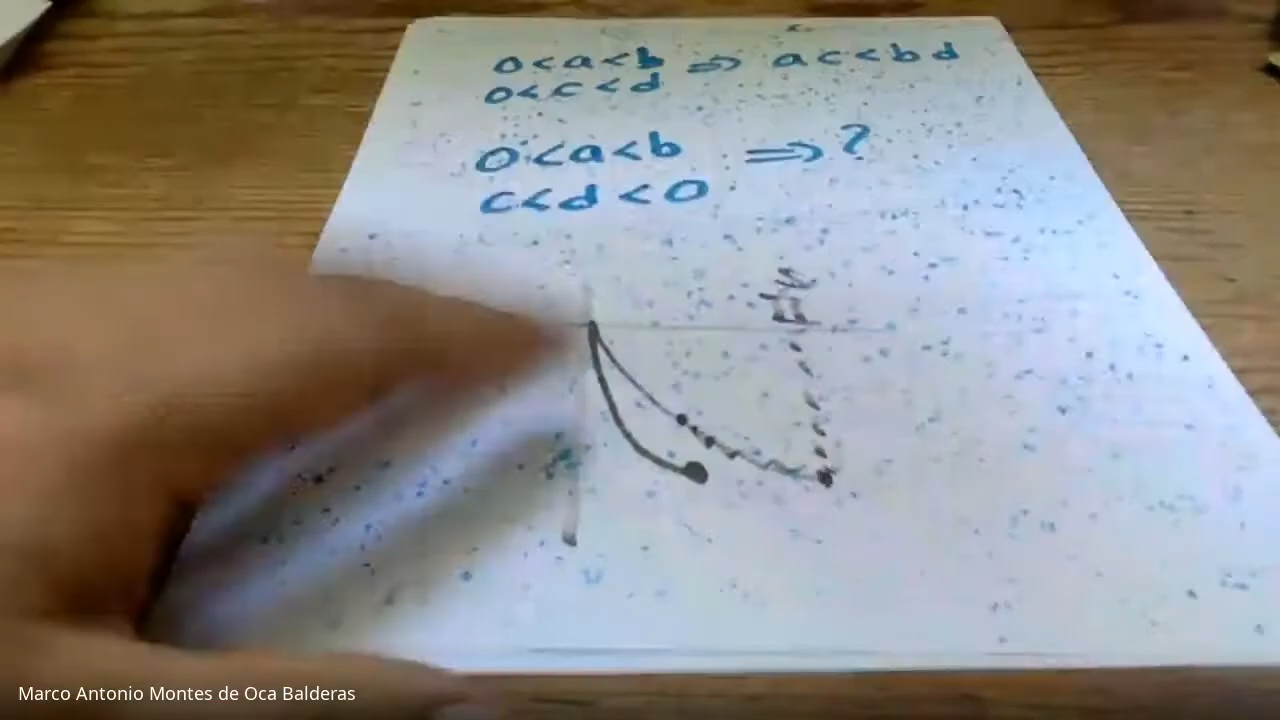 0<a<b ⇒ ac<bd
0<c<d
0<a<b ⇒ ?
c<d<0
Marco Antonio Montes de Oca Balderas